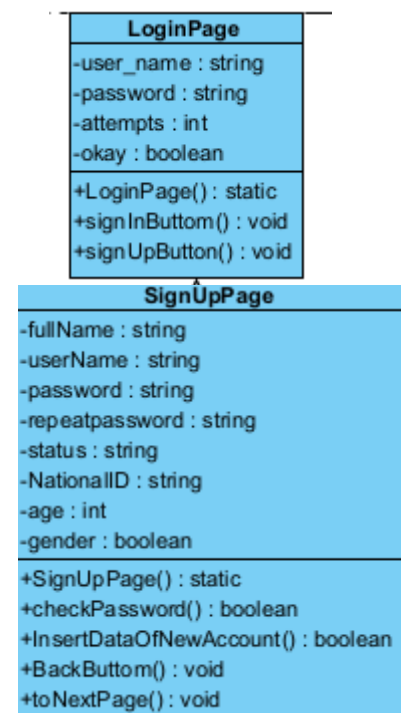 LoginPage
-user_name : string
-password : string
-attempts : int
-okay : boolean
+LoginPage() : static
+signInButtom() : void
+signUpButton() : void
SignUpPage
-fullName : string
-userName : string
-password : string
-repeatpassword : string
-status : string
-NationalID : string
-age : int
-gender : boolean
+SignUpPage() : static
+checkPassword() : boolean
+InsertDataOfNewAccount() : boolean
+BackButtom() : void
+toNextPage() : void